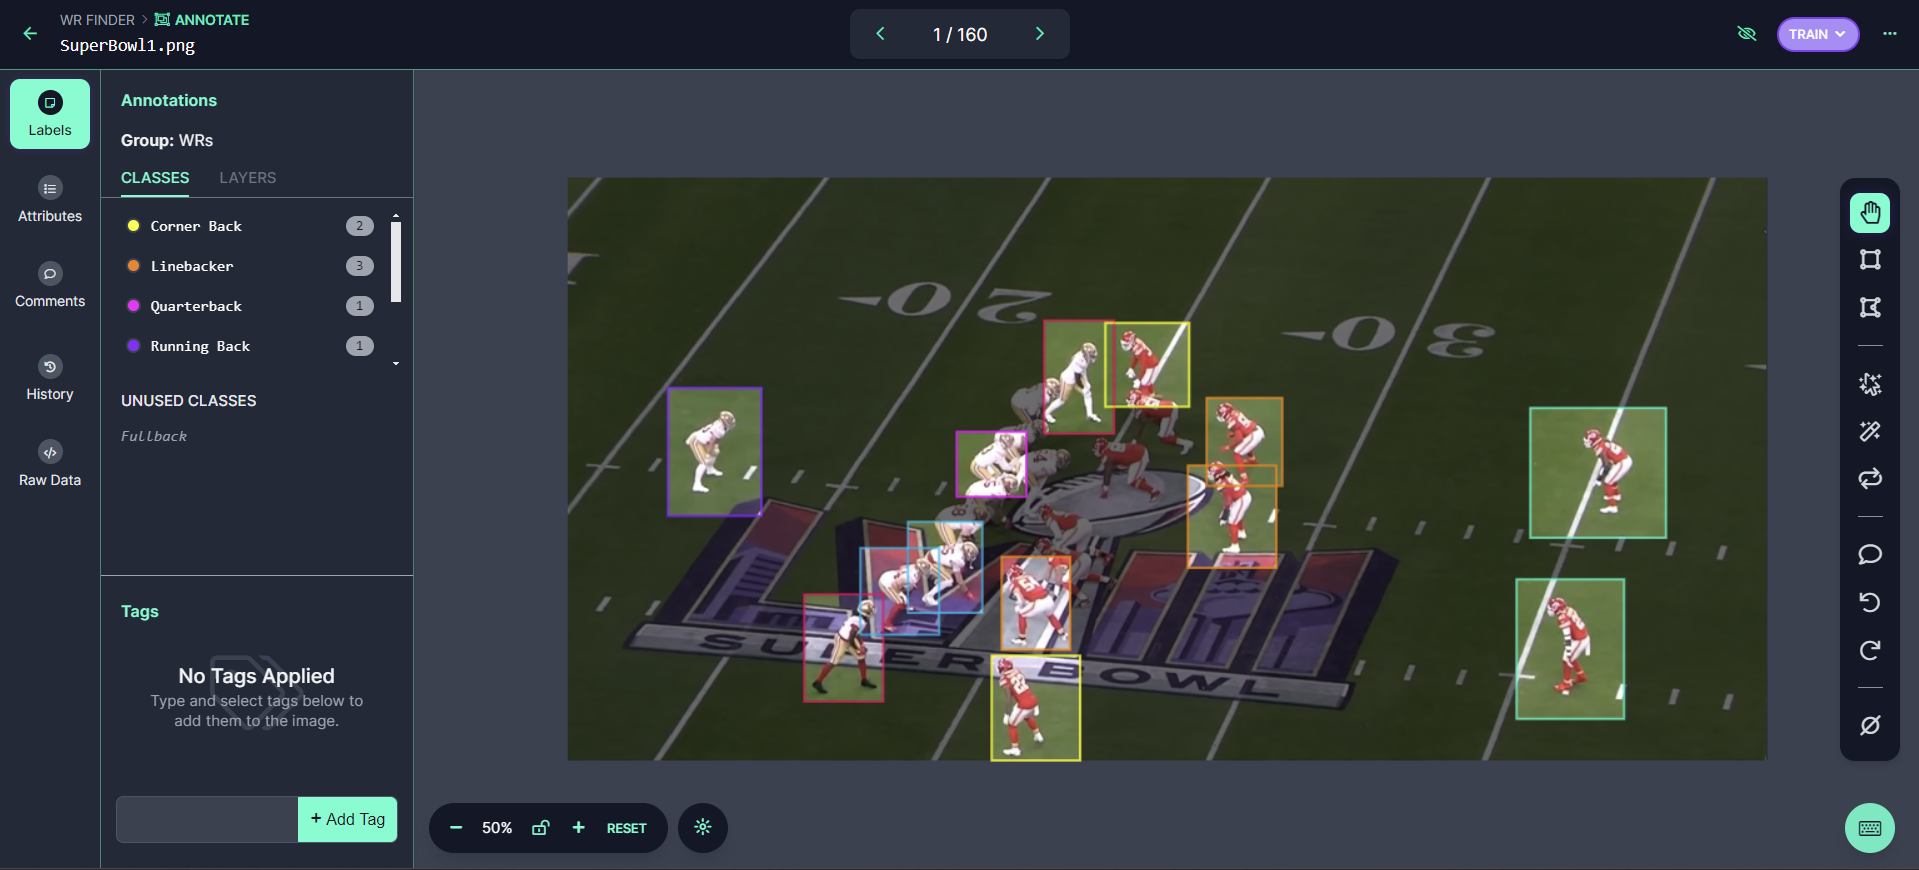 WR FINDER > ANNOTATE
SuperBowl1.png
1 / 160
TRAIN
Labels
Attributes
Comments
History
Raw Data
Annotations
Group: WRs
CLASSES LAYERS
Corner Back 2
Linebacker 3
Quarterback 1
Running Back 1
UNUSED CLASSES
Fullback
Tags
No Tags Applied
Type and select tags below to
add them to the image.
+ Add Tag
20
30
SUPER BOWL
50% RESET